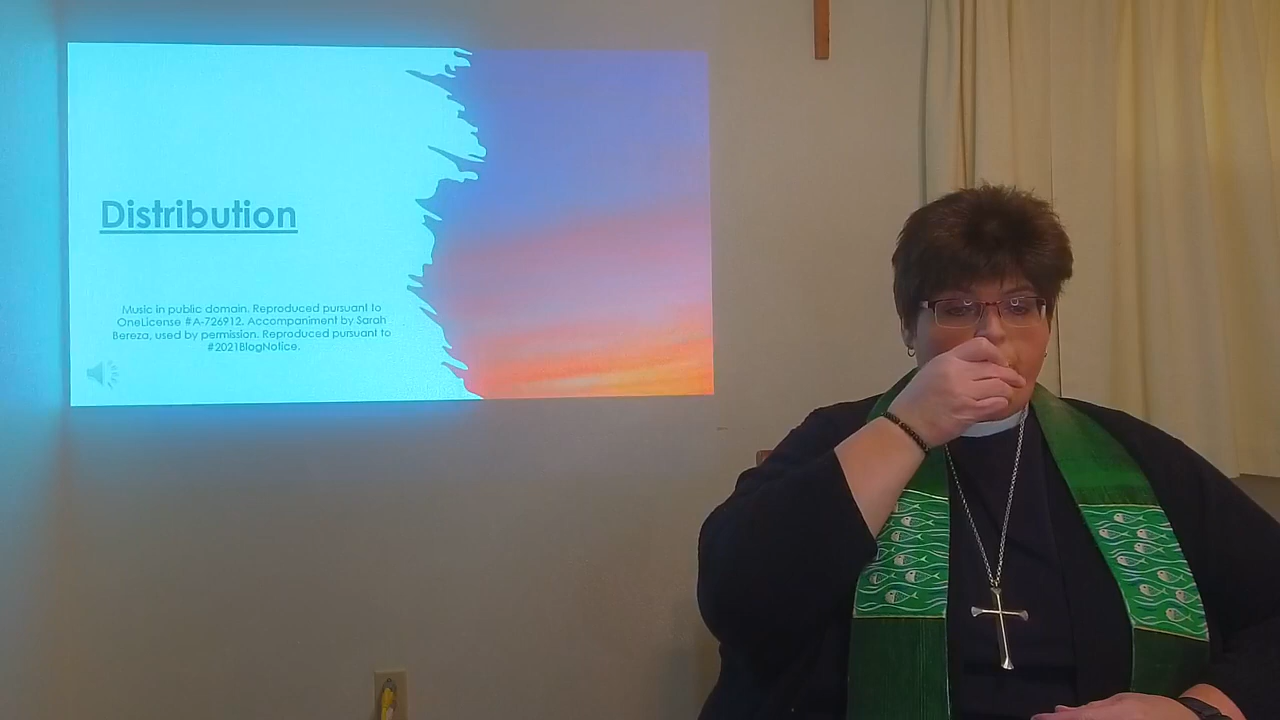 Distribution
Music in public domain. Reproduced pursuant to
OneLicense #A-726912. Accompaniment by Sarah
Bereza, used by permission. Reproduced pursuant to
#2021BlogNotice.